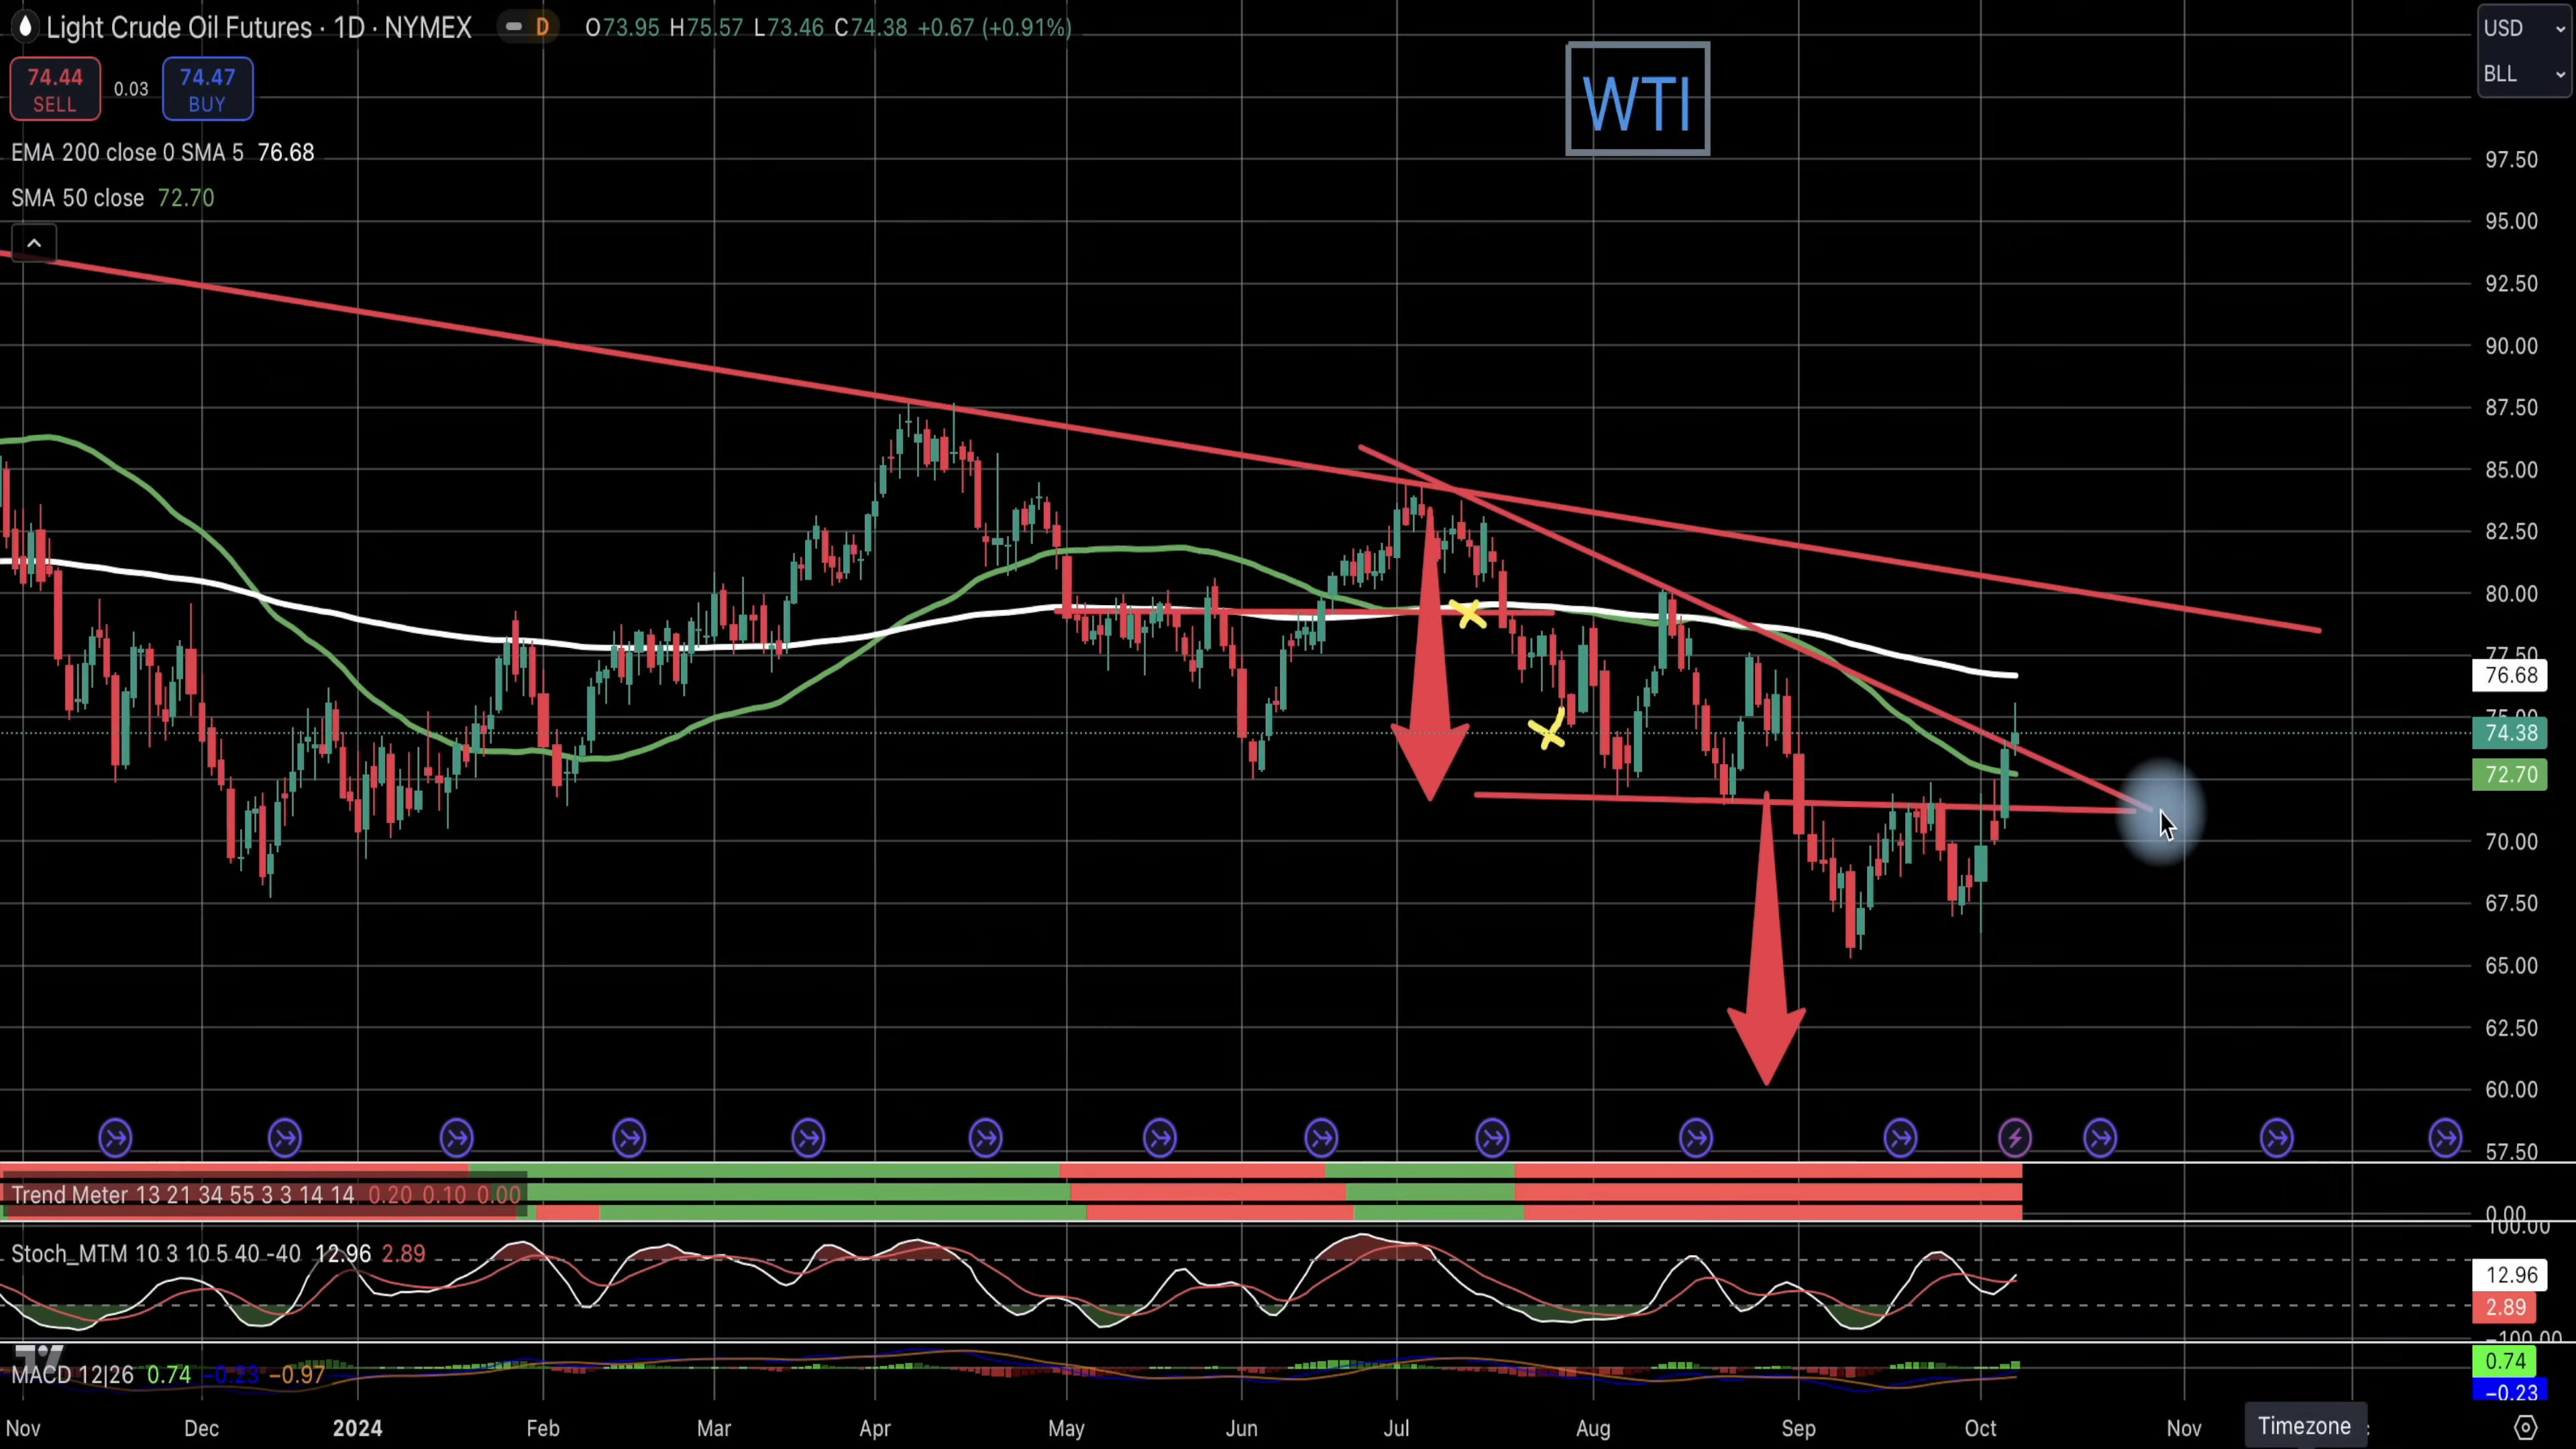 Light Crude Oil Futures · 1D · NYMEX D O73.95 H75.57 L73.46 C74.38 +0.67 (+0.91%)
USD
BLL
74.44
SELL
0.03
74.47
BUY
WTI
EMA 200 close 0 SMA 5 76.68
SMA 50 close 72.70
97.50
95.00
92.50
90.00
87.50
85.00
82.50
80.00
77.50
76.68
75.00
74.38
72.70
70.00
67.50
65.00
62.50
60.00
57.50
Trend Meter 13 21 34 55 3 3 14 14 0.20 0.10 0.00
0.00
100.00
Stoch_MTM 10 3 10 5 40 -40 12.96 2.89
12.96
2.89
-100.00
MACD 12|26 0.74 -0.23 -0.97
0.74
-0.23
Nov Dec 2024 Feb Mar Apr May Jun Jul Aug Sep Oct Nov
Timezone